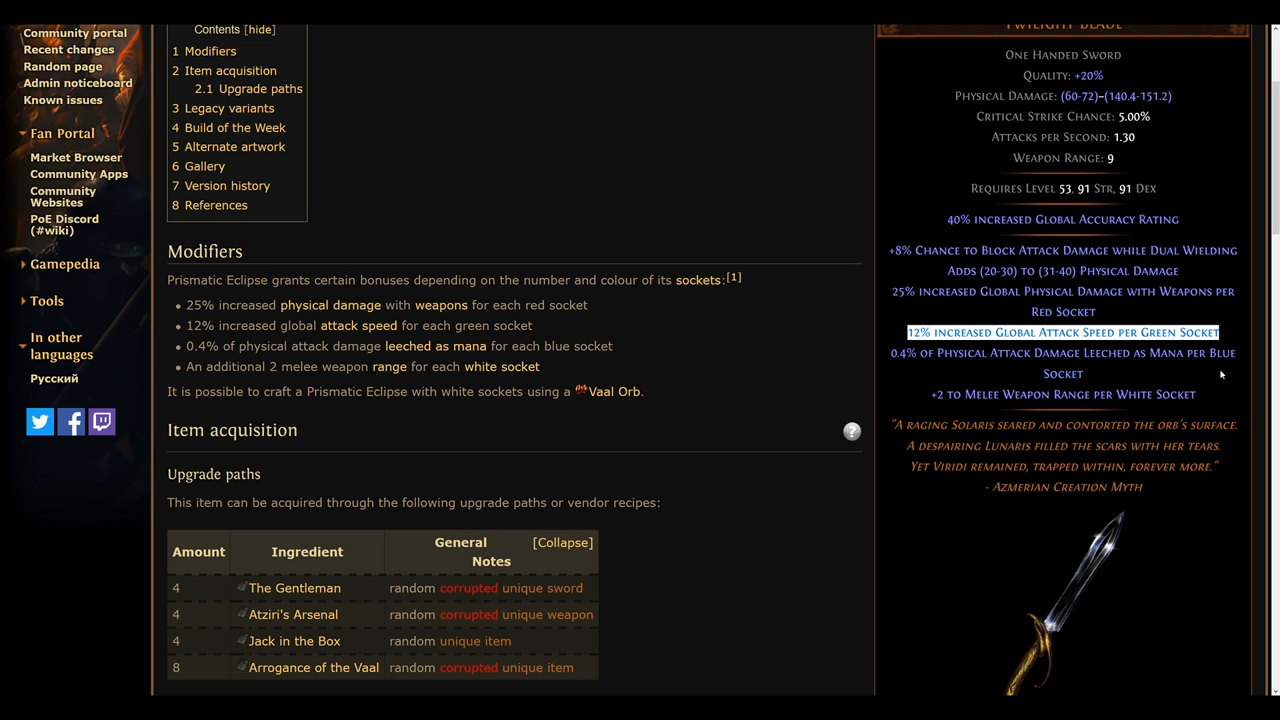 Community portal
Recent changes
Random page
Admin noticeboard
Known issues
Fan Portal
Market Browser
Community Apps
Community
Websites
PoE Discord
(#wiki)
Gamepedia
Tools
In other
languages
Русский
Contents [hide]
1 Modifiers
2 Item acquisition
2.1 Upgrade paths
3 Legacy variants
4 Build of the Week
5 Alternate artwork
6 Gallery
7 Version history
8 References
Modifiers
Prismatic Eclipse grants certain bonuses depending on the number and colour of its sockets:[1]
• 25% increased physical damage with weapons for each red socket
• 12% increased global attack speed for each green socket
• 0.4% of physical attack damage leeched as mana for each blue socket
• An additional 2 melee weapon range for each white socket
It is possible to craft a Prismatic Eclipse with white sockets using a Vaal Orb.
Item acquisition
?
Upgrade paths
This item can be acquired through the following upgrade paths or vendor recipes:
Amount Ingredient General Notes [Collapse]
4 The Gentleman random corrupted unique sword
4 Atziri's Arsenal random corrupted unique weapon
4 Jack in the Box random unique item
8 Arrogance of the Vaal random corrupted unique item
Twilight Blade
One Handed Sword
Quality: +20%
Physical Damage: (60-72)–(140.4-151.2)
Critical Strike Chance: 5.00%
Attacks per Second: 1.30
Weapon Range: 9
Requires Level 53, 91 Str, 91 Dex
40% increased Global Accuracy Rating
+8% Chance to Block Attack Damage while Dual Wielding
Adds (20-30) to (31-40) Physical Damage
25% increased Global Physical Damage with Weapons per
Red Socket
12% increased Global Attack Speed per Green Socket
0.4% of Physical Attack Damage Leeched as Mana per Blue
Socket
+2 to Melee Weapon Range per White Socket
"A raging Solaris seared and contorted the orb's surface.
A despairing Lunaris filled the scars with her tears.
Yet Viridi remained, trapped within, forever more."
- Azmerian Creation Myth